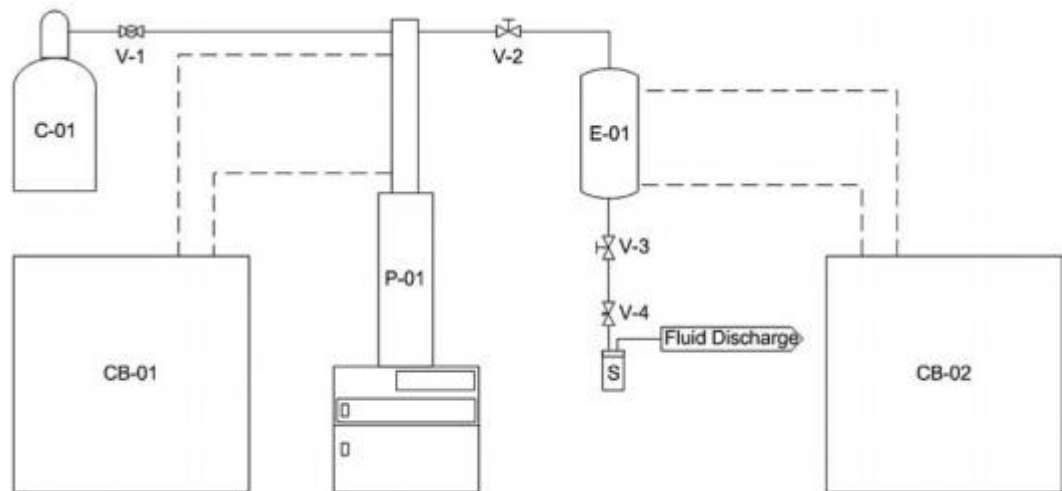 V-1
V-2
C-01
E-01
V-3
P-01
V-4
Fluid Discharge
CB-01
S
CB-02